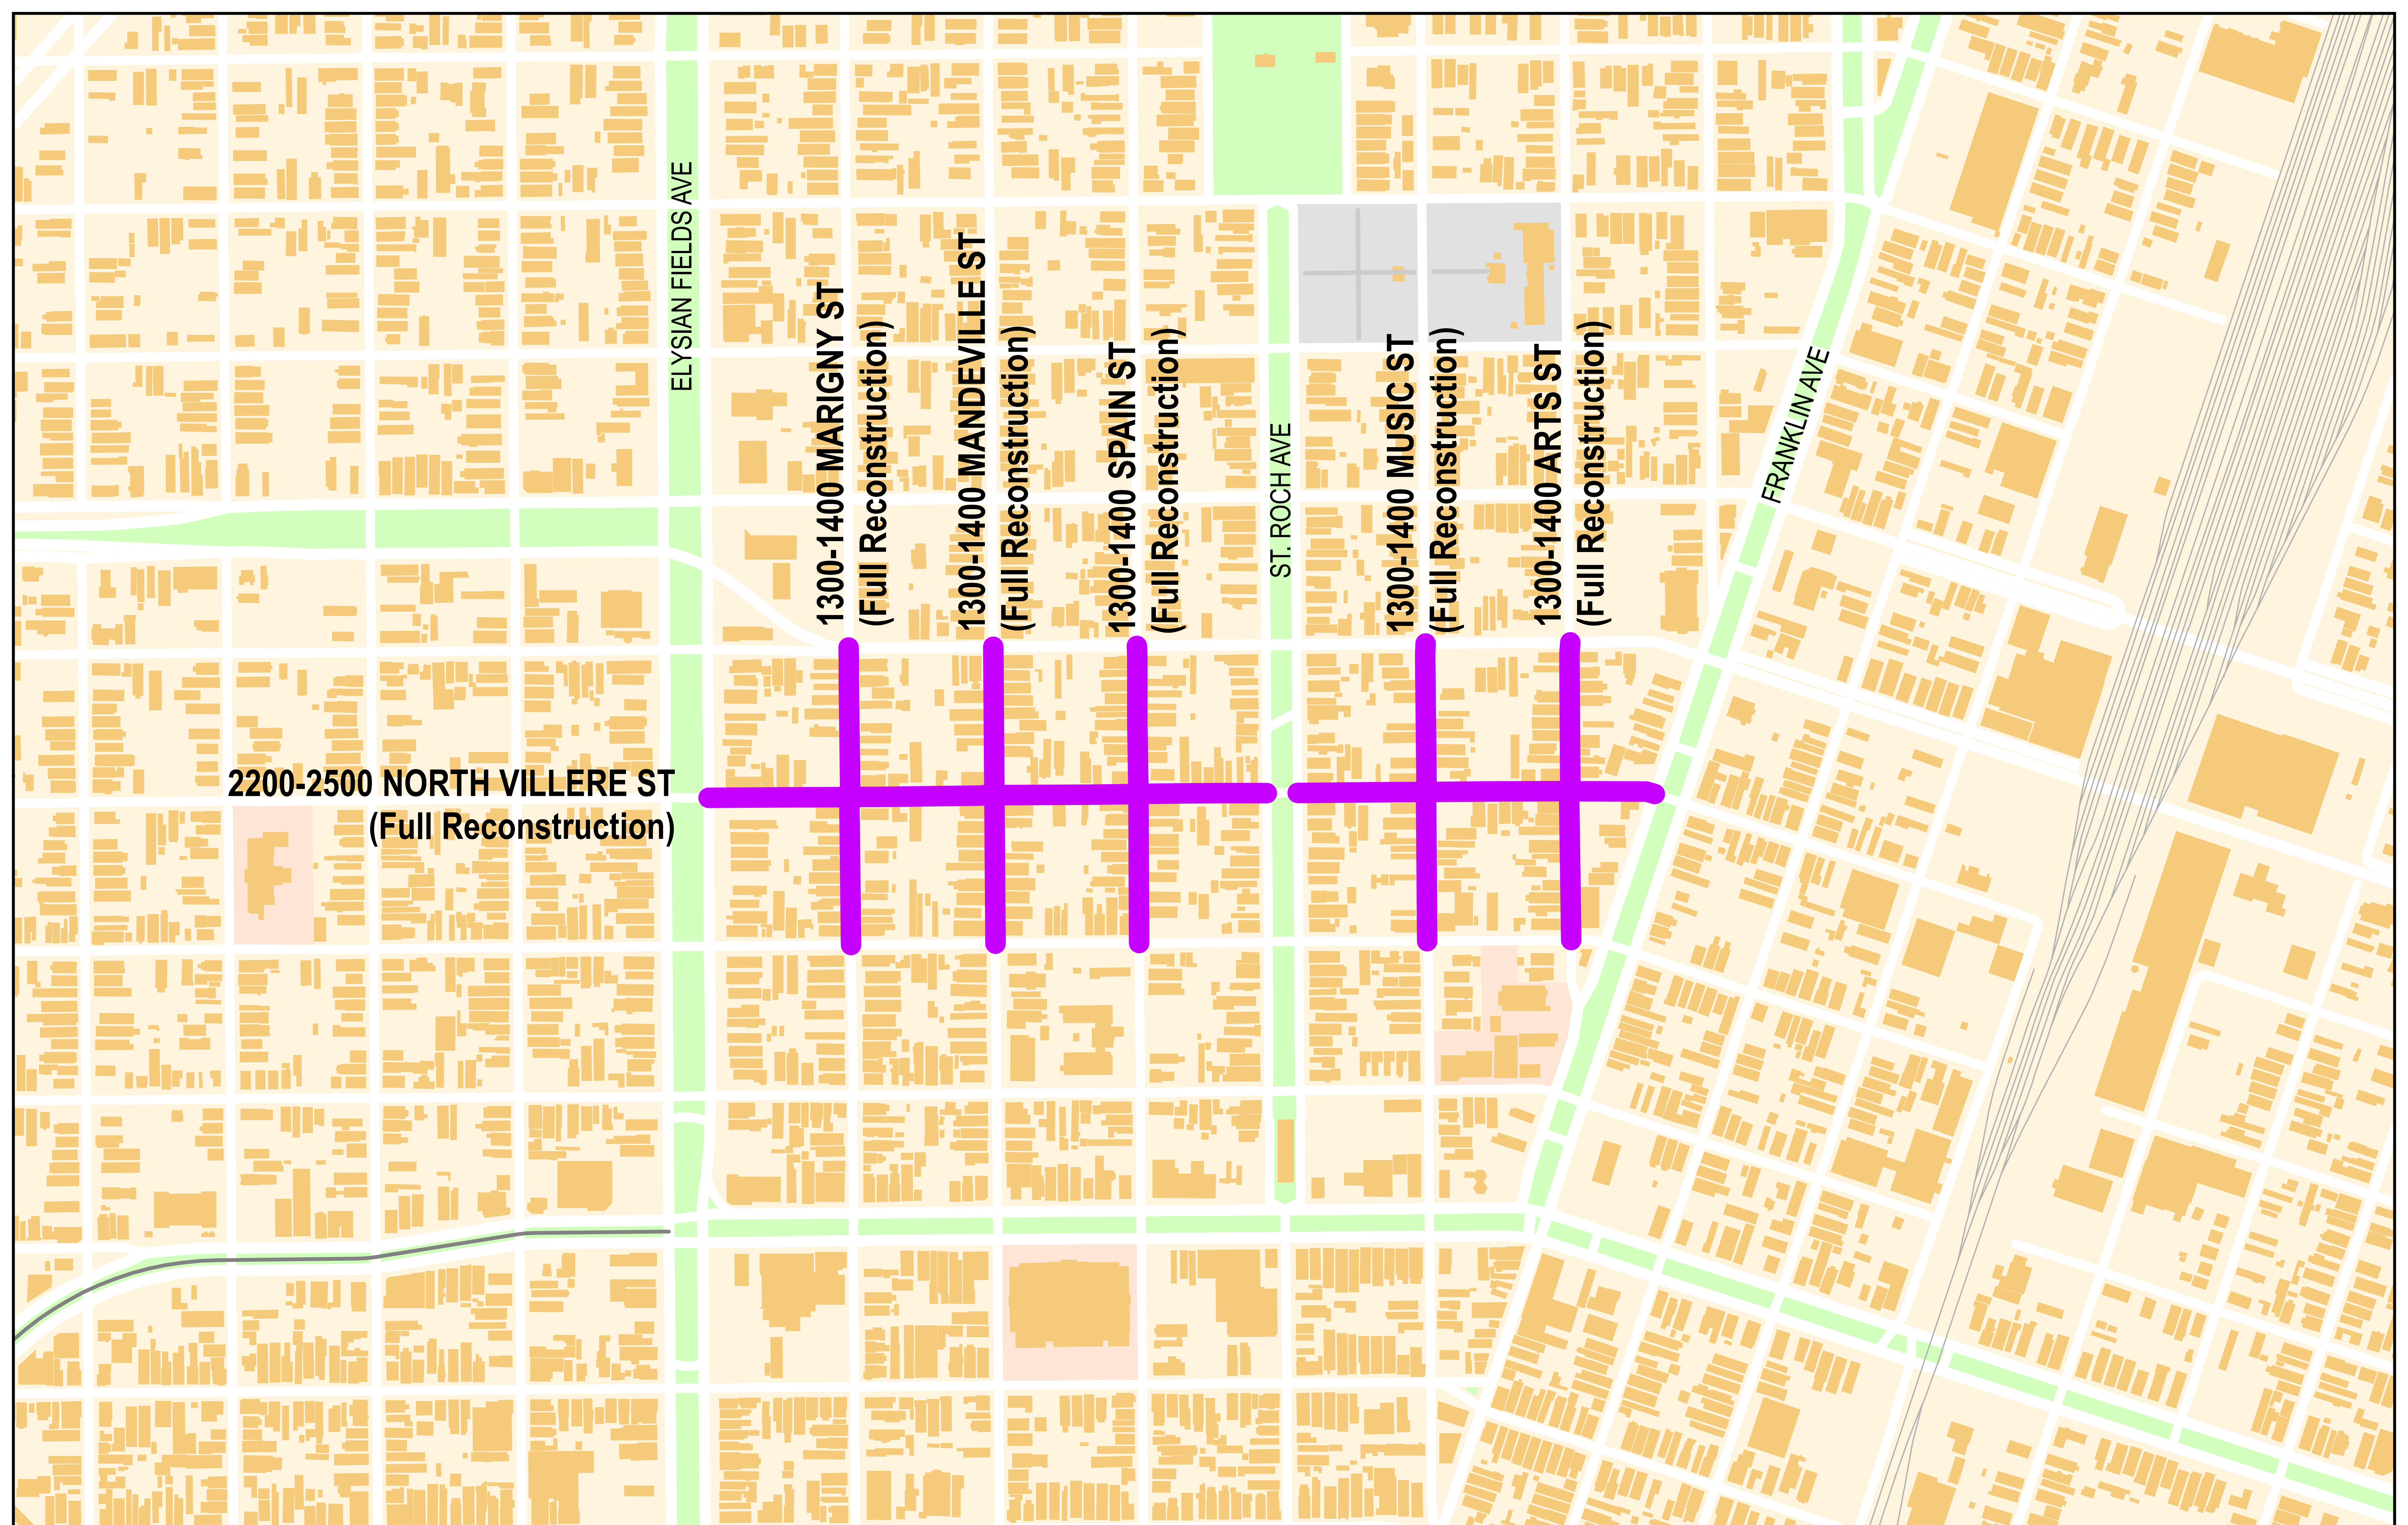 ELYSIAN FIELDS AVE
1300-1400 MARIGNY ST
(Full Reconstruction)
1300-1400 MANDEVILLE ST
(Full Reconstruction)
1300-1400 SPAIN ST
(Full Reconstruction)
ST. ROCH AVE
1300-1400 MUSIC ST
(Full Reconstruction)
1300-1400 ARTS ST
(Full Reconstruction)
FRANKLIN AVE
2200-2500 NORTH VILLERE ST
(Full Reconstruction)